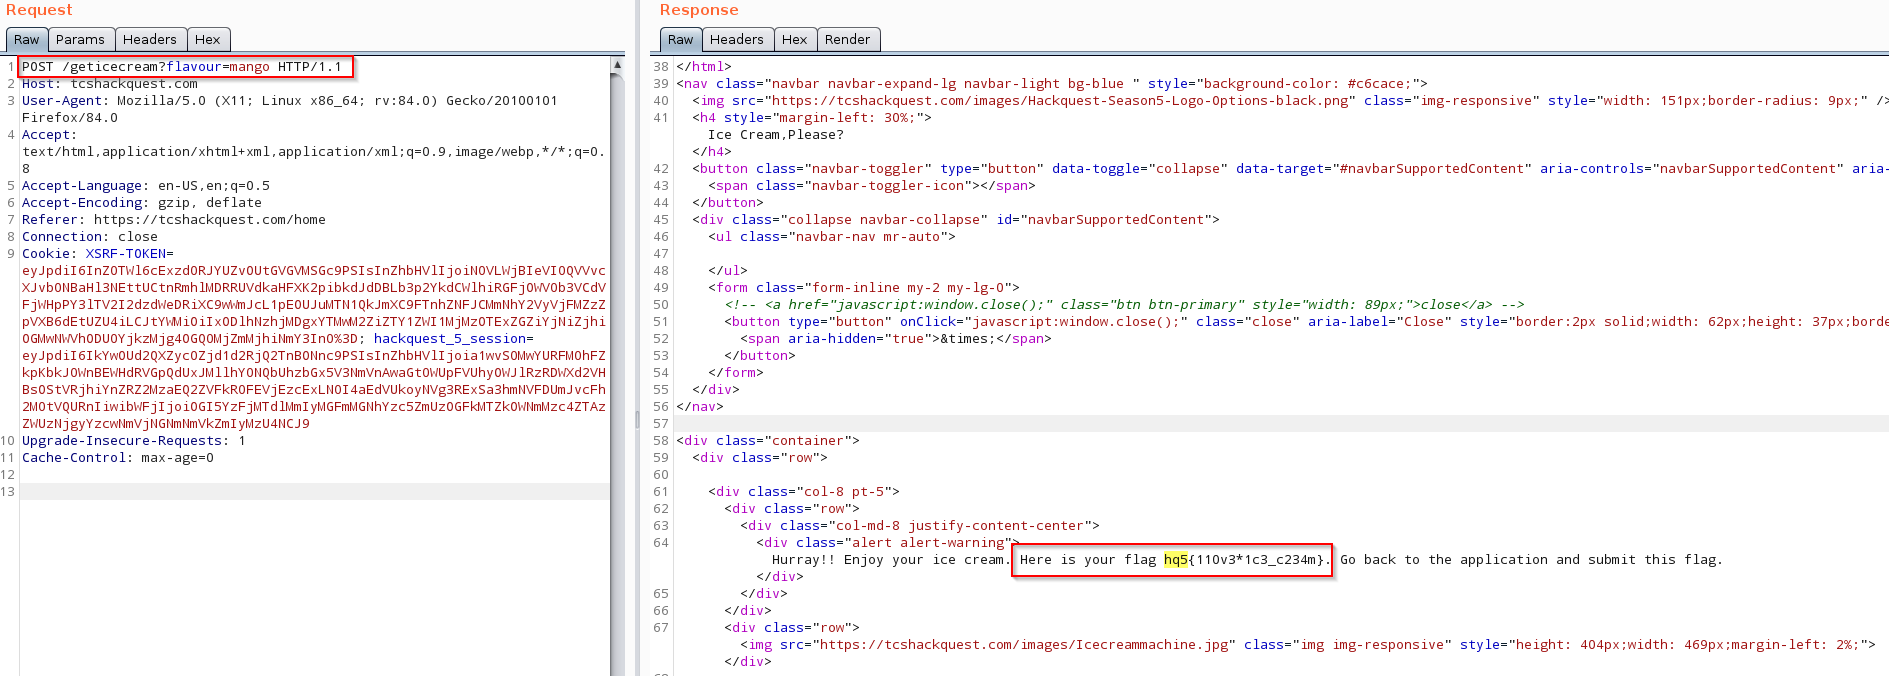 Request
Raw Params Headers Hex
1 POST /geticecream?flavour=mango HTTP/1.1
2 Host: tcshackquest.com
3 User-Agent: Mozilla/5.0 (X11; Linux x86_64; rv:84.0) Gecko/20100101
Firefox/84.0
4 Accept:
text/html,application/xhtml+xml,application/xml;q=0.9,image/webp,*/*;q=0.
8
5 Accept-Language: en-US,en;q=0.5
6 Accept-Encoding: gzip, deflate
7 Referer: https://tcshackquest.com/home
8 Connection: close
9 Cookie: XSRF-TOKEN=
hackquest_5_session=
10 Upgrade-Insecure-Requests: 1
11 Cache-Control: max-age=0
12
13
Response
Raw Headers Hex Render
38 </html>
39 <nav class="navbar navbar-expand-lg navbar-light bg-blue " style="background-color: #c6cace;">
40 <img src="https://tcshackquest.com/images/Hackquest-Season5-Logo-Options-black.png" class="img-responsive" style="width: 151px;border-radius: 9px;" />
41 <h4 style="margin-left: 30%;">
Ice Cream,Please?
</h4>
42 <button class="navbar-toggler" type="button" data-toggle="collapse" data-target="#navbarSupportedContent" aria-controls="navbarSupportedContent" aria-
43 <span class="navbar-toggler-icon"></span>
44 </button>
45 <div class="collapse navbar-collapse" id="navbarSupportedContent">
46 <ul class="navbar-nav mr-auto">
47
48 </ul>
49 <form class="form-inline my-2 my-lg-0">
50 <!-- <a href="javascript:window.close();" class="btn btn-primary" style="width: 89px;">close</a> -->
51 <button type="button" onClick="javascript:window.close();" class="close" aria-label="Close" style="border:2px solid;width: 62px;height: 37px;borde
52 <span aria-hidden="true">&times;</span>
53 </button>
54 </form>
55 </div>
56 </nav>
57
58 <div class="container">
59 <div class="row">
60
61 <div class="col-8 pt-5">
62 <div class="row">
63 <div class="col-md-8 justify-content-center">
64 <div class="alert alert-warning">
Hurray!! Enjoy your ice cream. Here is your flag hq5{110v3*1c3_c234m}. Go back to the application and submit this flag.
</div>
65 </div>
66 </div>
67 <div class="row">
<img src="https://tcshackquest.com/images/Icecreammachine.jpg" class="img img-responsive" style="height: 404px;width: 469px;margin-left: 2%;">
</div>